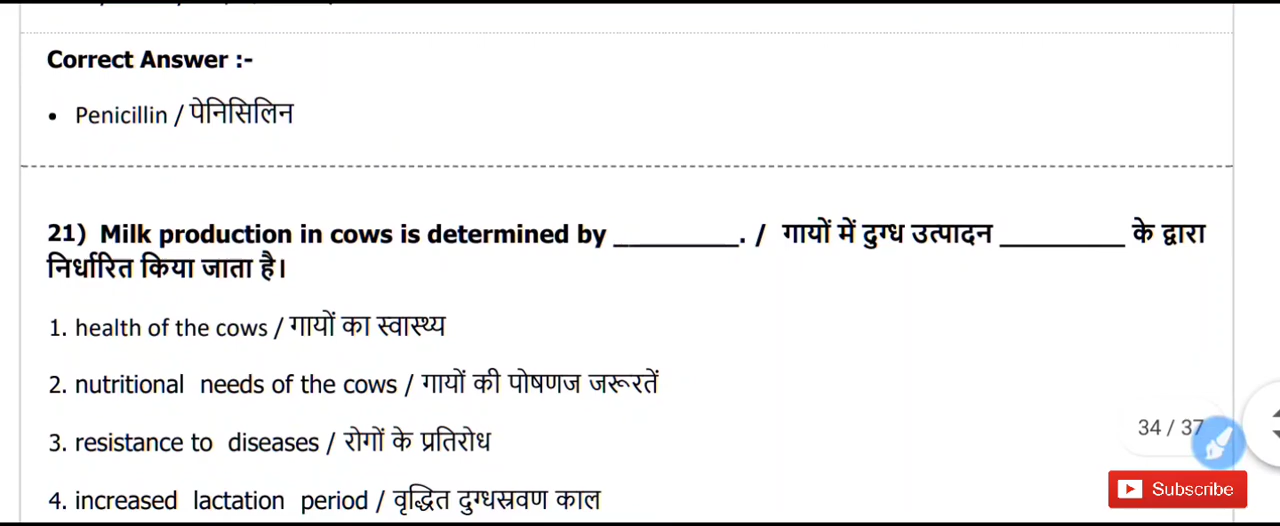 Correct Answer :-
• Penicillin / पेनिसिलिन
21) Milk production in cows is determined by _________. / गायों में दुग्ध उत्पादन _________ के द्वारा
निर्धारित किया जाता है।
1. health of the cows / गायों का स्वास्थ्य
2. nutritional needs of the cows / गायों की पोषणज जरूरतें
3. resistance to diseases / रोगों के प्रतिरोध
34 / 37
4. increased lactation period / वृद्धित दुग्धस्रवण काल
Subscribe